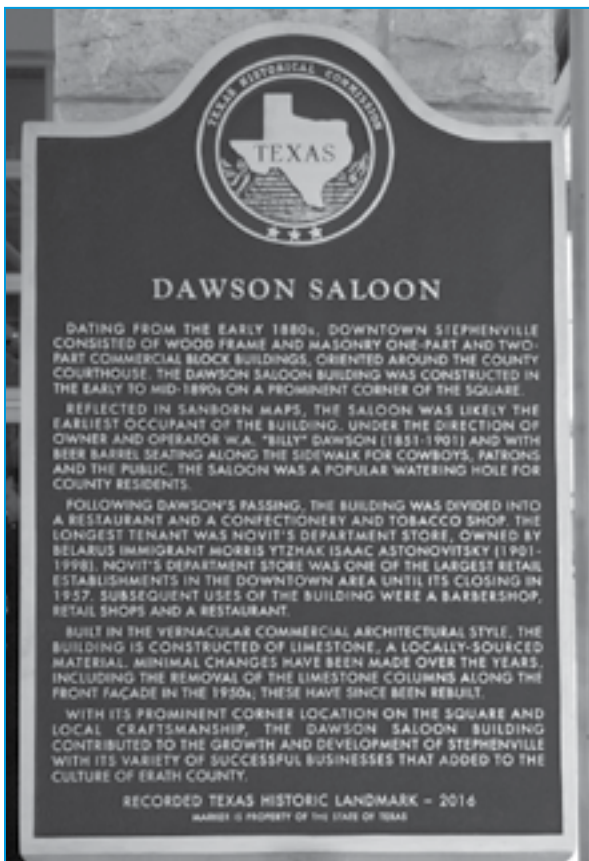 TEXAS HISTORICAL COMMISSION
TEXAS
DAWSON SALOON
DATING FROM THE EARLY 1880s, DOWNTOWN STEPHENVILLE
CONSISTED OF WOOD FRAME AND MASONRY ONE-PART AND TWO-
PART COMMERCIAL BLOCK BUILDINGS, ORIENTED AROUND THE COUNTY
COURTHOUSE. THE DAWSON SALOON BUILDING WAS CONSTRUCTED IN
THE EARLY TO MID-1890s ON A PROMINENT CORNER OF THE SQUARE.
REFLECTED IN SANBORN MAPS, THE SALOON WAS LIKELY THE
EARLIEST OCCUPANT OF THE BUILDING. UNDER THE DIRECTION OF
OWNER AND OPERATOR W.A. "BILLY" DAWSON (1851-1901) AND WITH
BEER BARREL SEATING ALONG THE SIDEWALK FOR COWBOYS, PATRONS
AND THE PUBLIC, THE SALOON WAS A POPULAR WATERING HOLE FOR
COUNTY RESIDENTS.
FOLLOWING DAWSON'S PASSING, THE BUILDING WAS DIVIDED INTO
A RESTAURANT AND A CONFECTIONERY AND TOBACCO SHOP. THE
LONGEST TENANT WAS NOVIT'S DEPARTMENT STORE, OWNED BY
BELARUS IMMIGRANT MORRIS YTZHAK ISAAC ASTONOVITSKY (1901-
1998). NOVIT'S DEPARTMENT STORE WAS ONE OF THE LARGEST RETAIL
ESTABLISHMENTS IN THE DOWNTOWN AREA UNTIL ITS CLOSING IN
1957. SUBSEQUENT USES OF THE BUILDING WERE A BARBERSHOP,
RETAIL SHOPS AND A RESTAURANT.
BUILT IN THE VERNACULAR COMMERCIAL ARCHITECTURAL STYLE, THE
BUILDING IS CONSTRUCTED OF LIMESTONE, A LOCALLY-SOURCED
MATERIAL. MINIMAL CHANGES HAVE BEEN MADE OVER THE YEARS,
INCLUDING THE REMOVAL OF THE LIMESTONE COLUMNS ALONG THE
FRONT FAÇADE IN THE 1950s; THESE HAVE SINCE BEEN REBUILT.
WITH ITS PROMINENT CORNER LOCATION ON THE SQUARE AND
LOCAL CRAFTSMANSHIP, THE DAWSON SALOON BUILDING
CONTRIBUTED TO THE GROWTH AND DEVELOPMENT OF STEPHENVILLE
WITH ITS VARIETY OF SUCCESSFUL BUSINESSES THAT ADDED TO THE
CULTURE OF ERATH COUNTY.
RECORDED TEXAS HISTORIC LANDMARK – 2016
MARKER IS PROPERTY OF THE STATE OF TEXAS